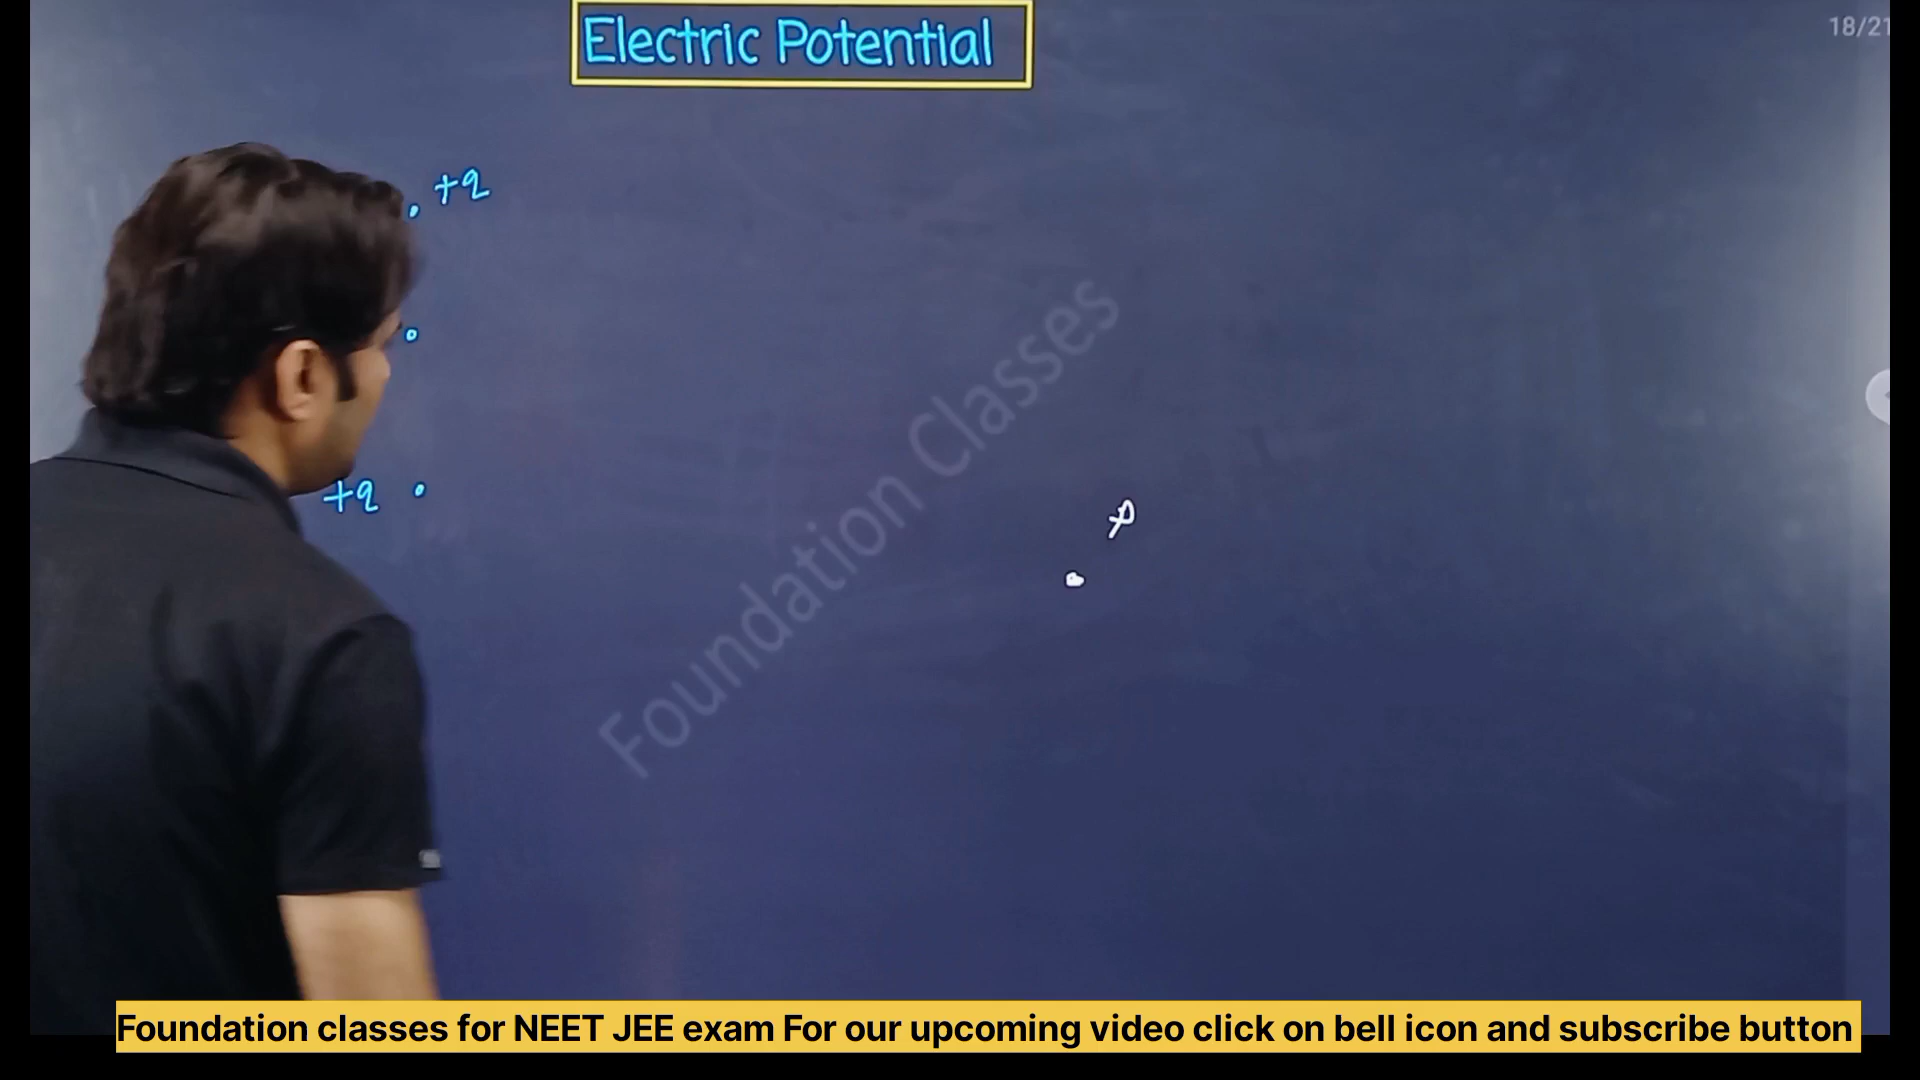 Electric Potential
18/21
+q
+q
P
Foundation Classes
Foundation classes for NEET JEE exam For our upcoming video click on bell icon and subscribe button